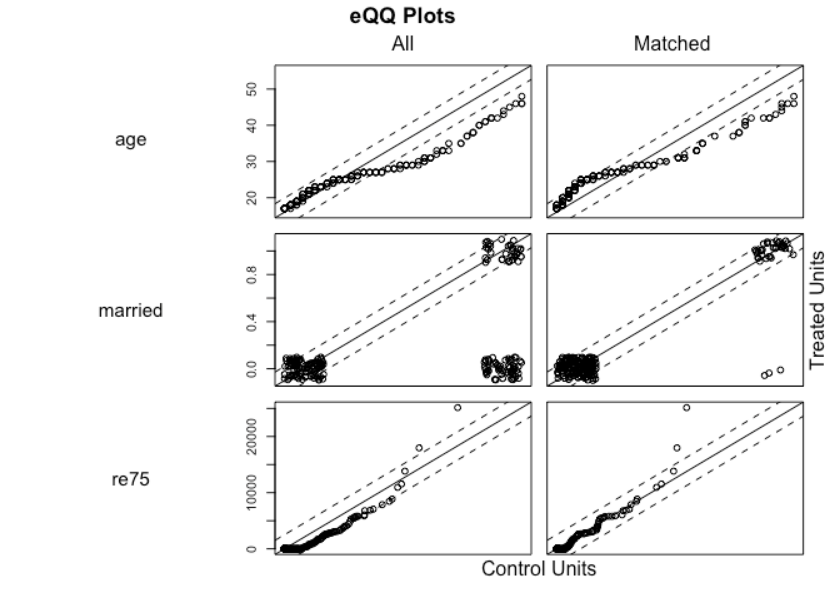 eQQ Plots
All
Matched
age
50
40
30
20
married
0.8
0.4
0.0
Treated Units
re75
20000
10000
0
Control Units